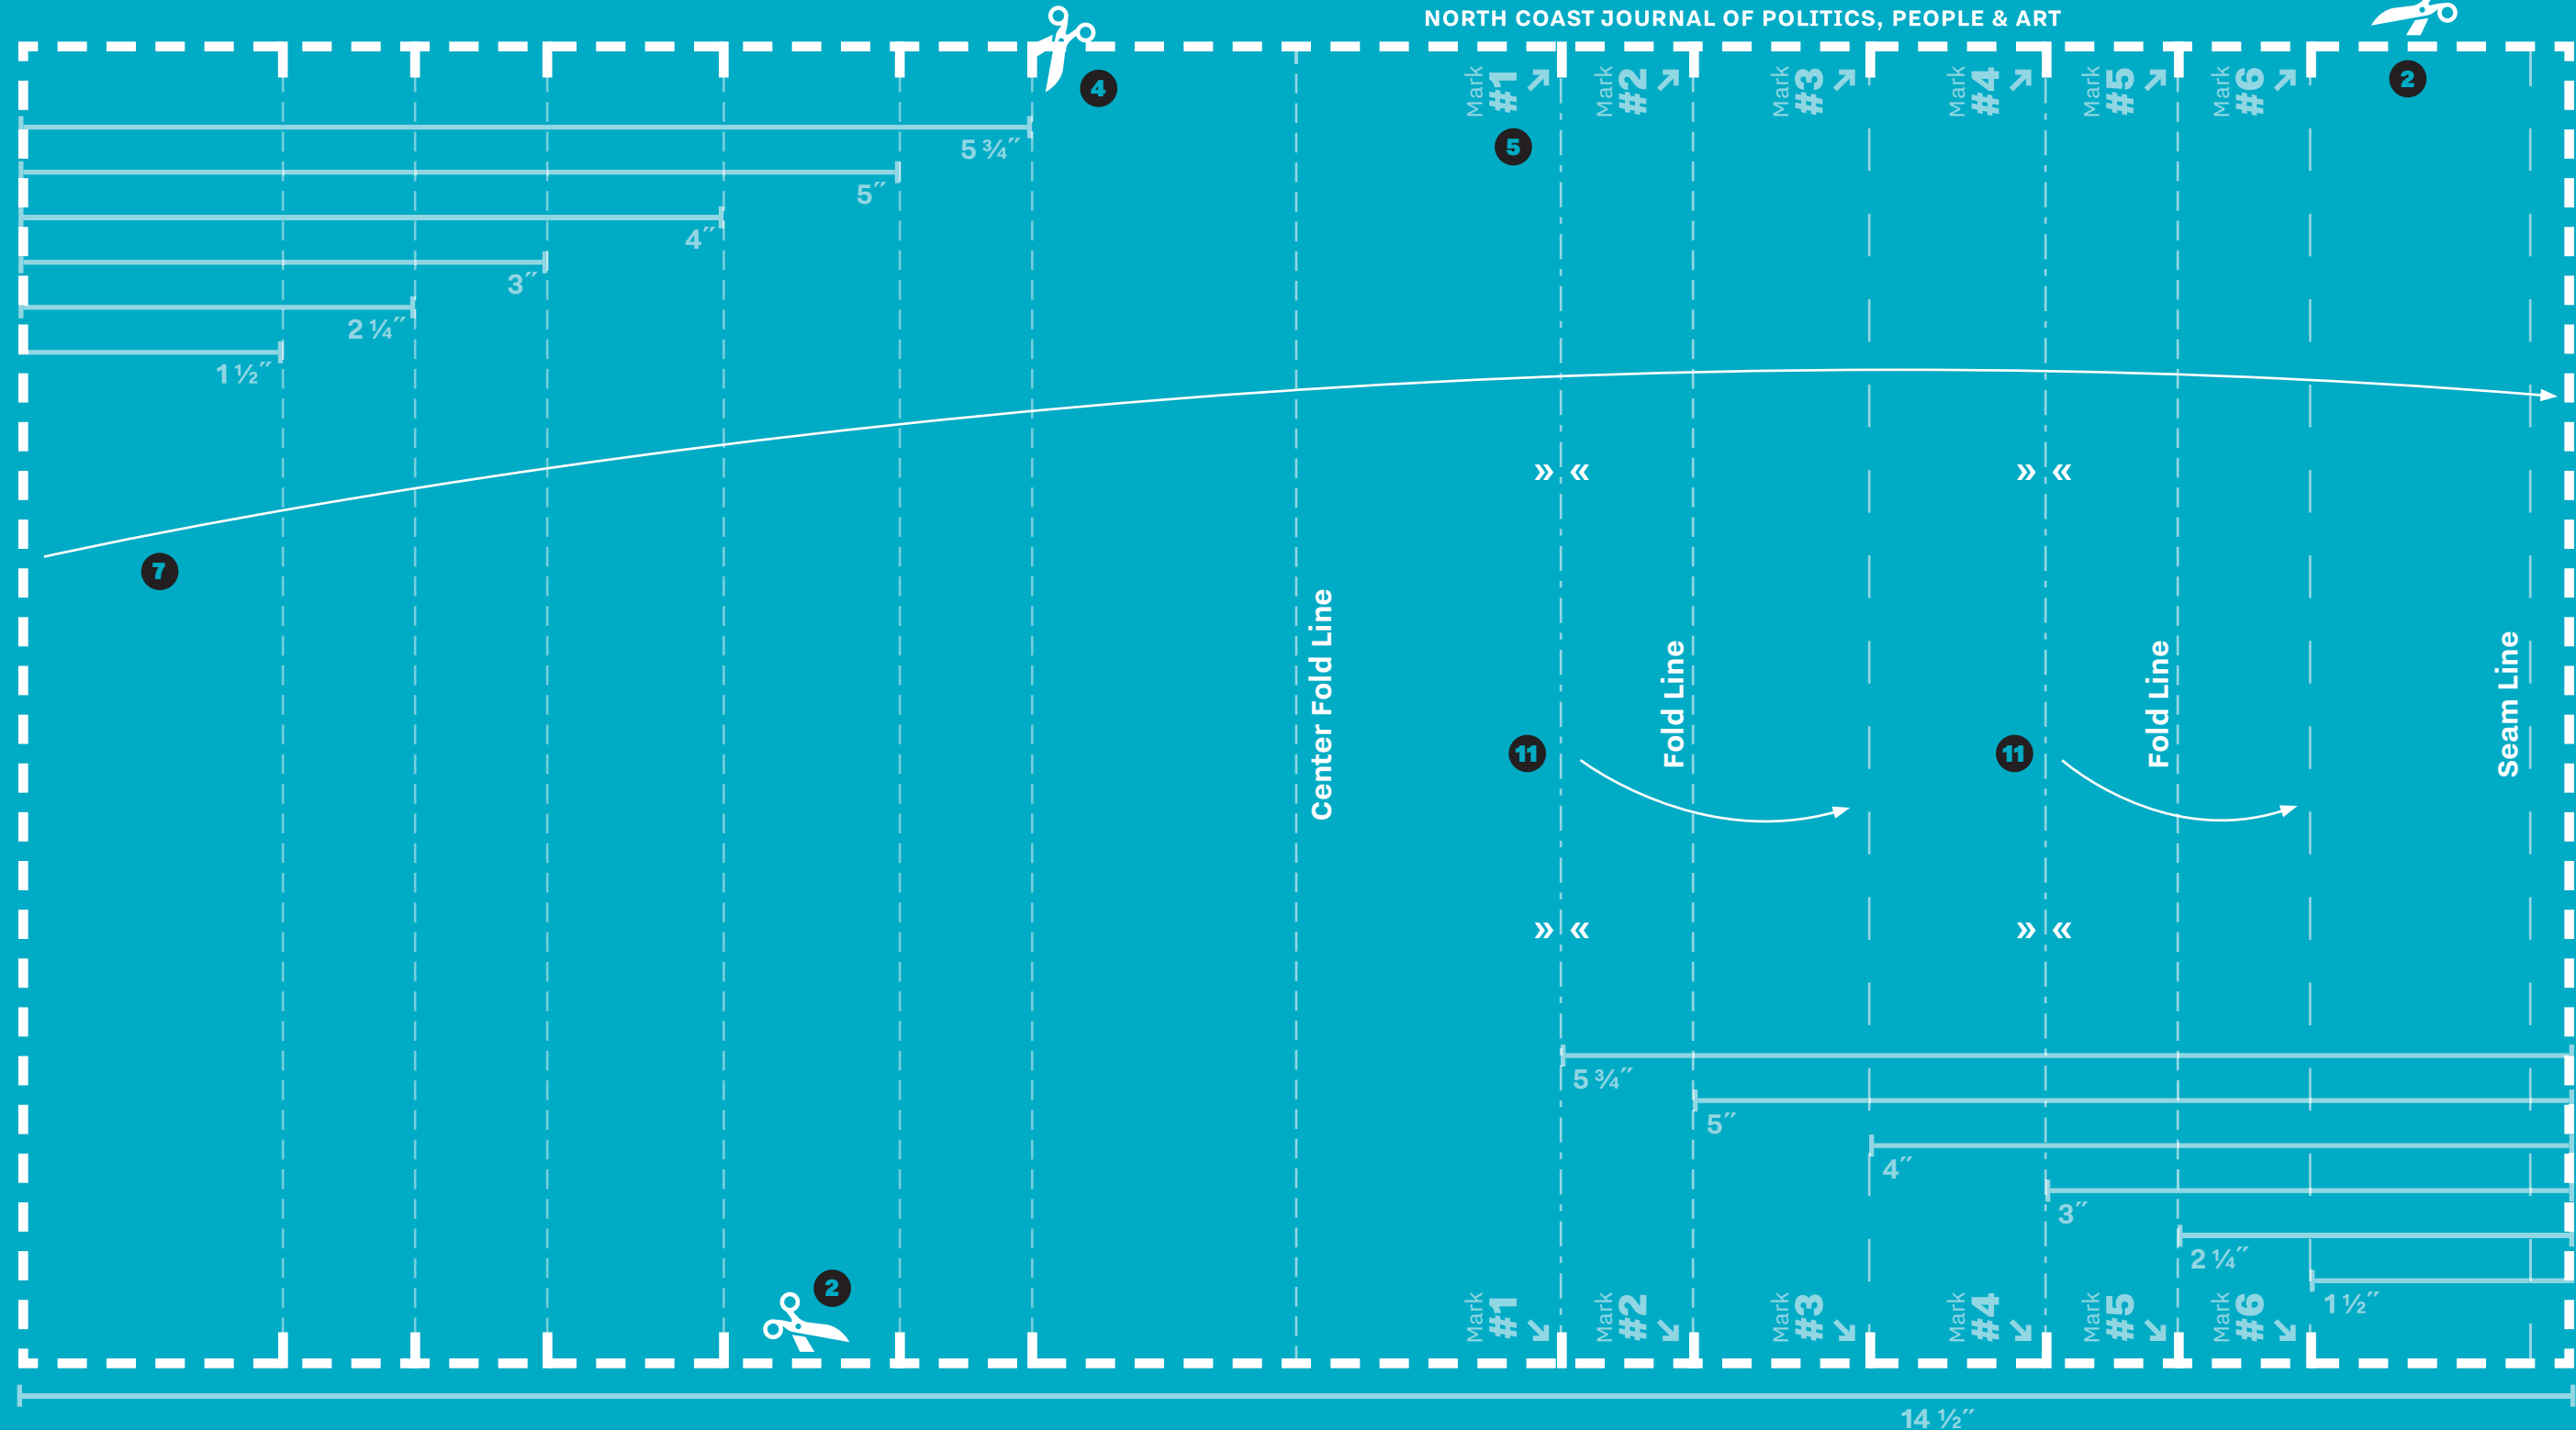 NORTH COAST JOURNAL OF POLITICS, PEOPLE & ART
4
2
Mark #1
Mark #2
Mark #3
Mark #4
Mark #5
Mark #6
5
5 ¾″
5″
4″
3″
2 ¼″
1 ½″
» «
» «
7
Center Fold Line
Fold Line
Fold Line
Seam Line
11
11
» «
» «
5 ¾″
5″
4″
3″
2 ¼″
1 ½″
2
Mark #1
Mark #2
Mark #3
Mark #4
Mark #5
Mark #6
14 ½″